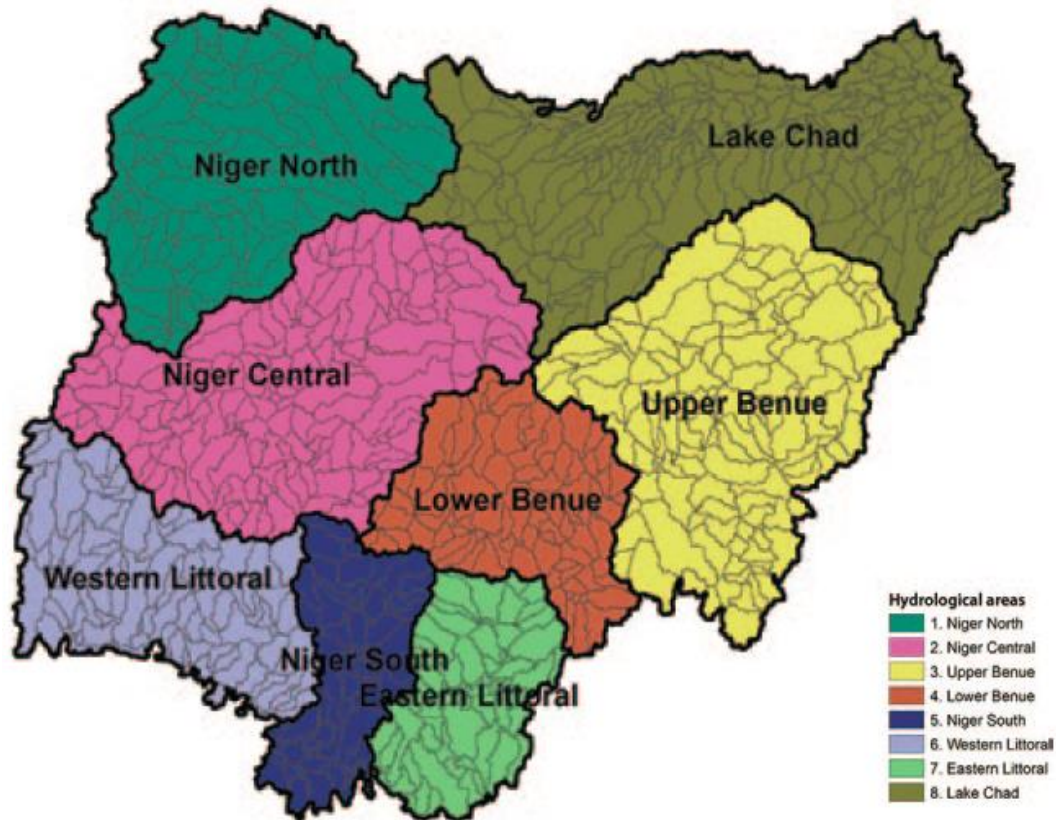 Lake Chad
Niger North
Niger Central
Upper Benue
Lower Benue
Western Littoral
Niger South
Eastern Littoral
Hydrological areas
1. Niger North
2. Niger Central
3. Upper Benue
4. Lower Benue
5. Niger South
6. Western Littorall
7. Eastern Littoral
8. Lake Chad